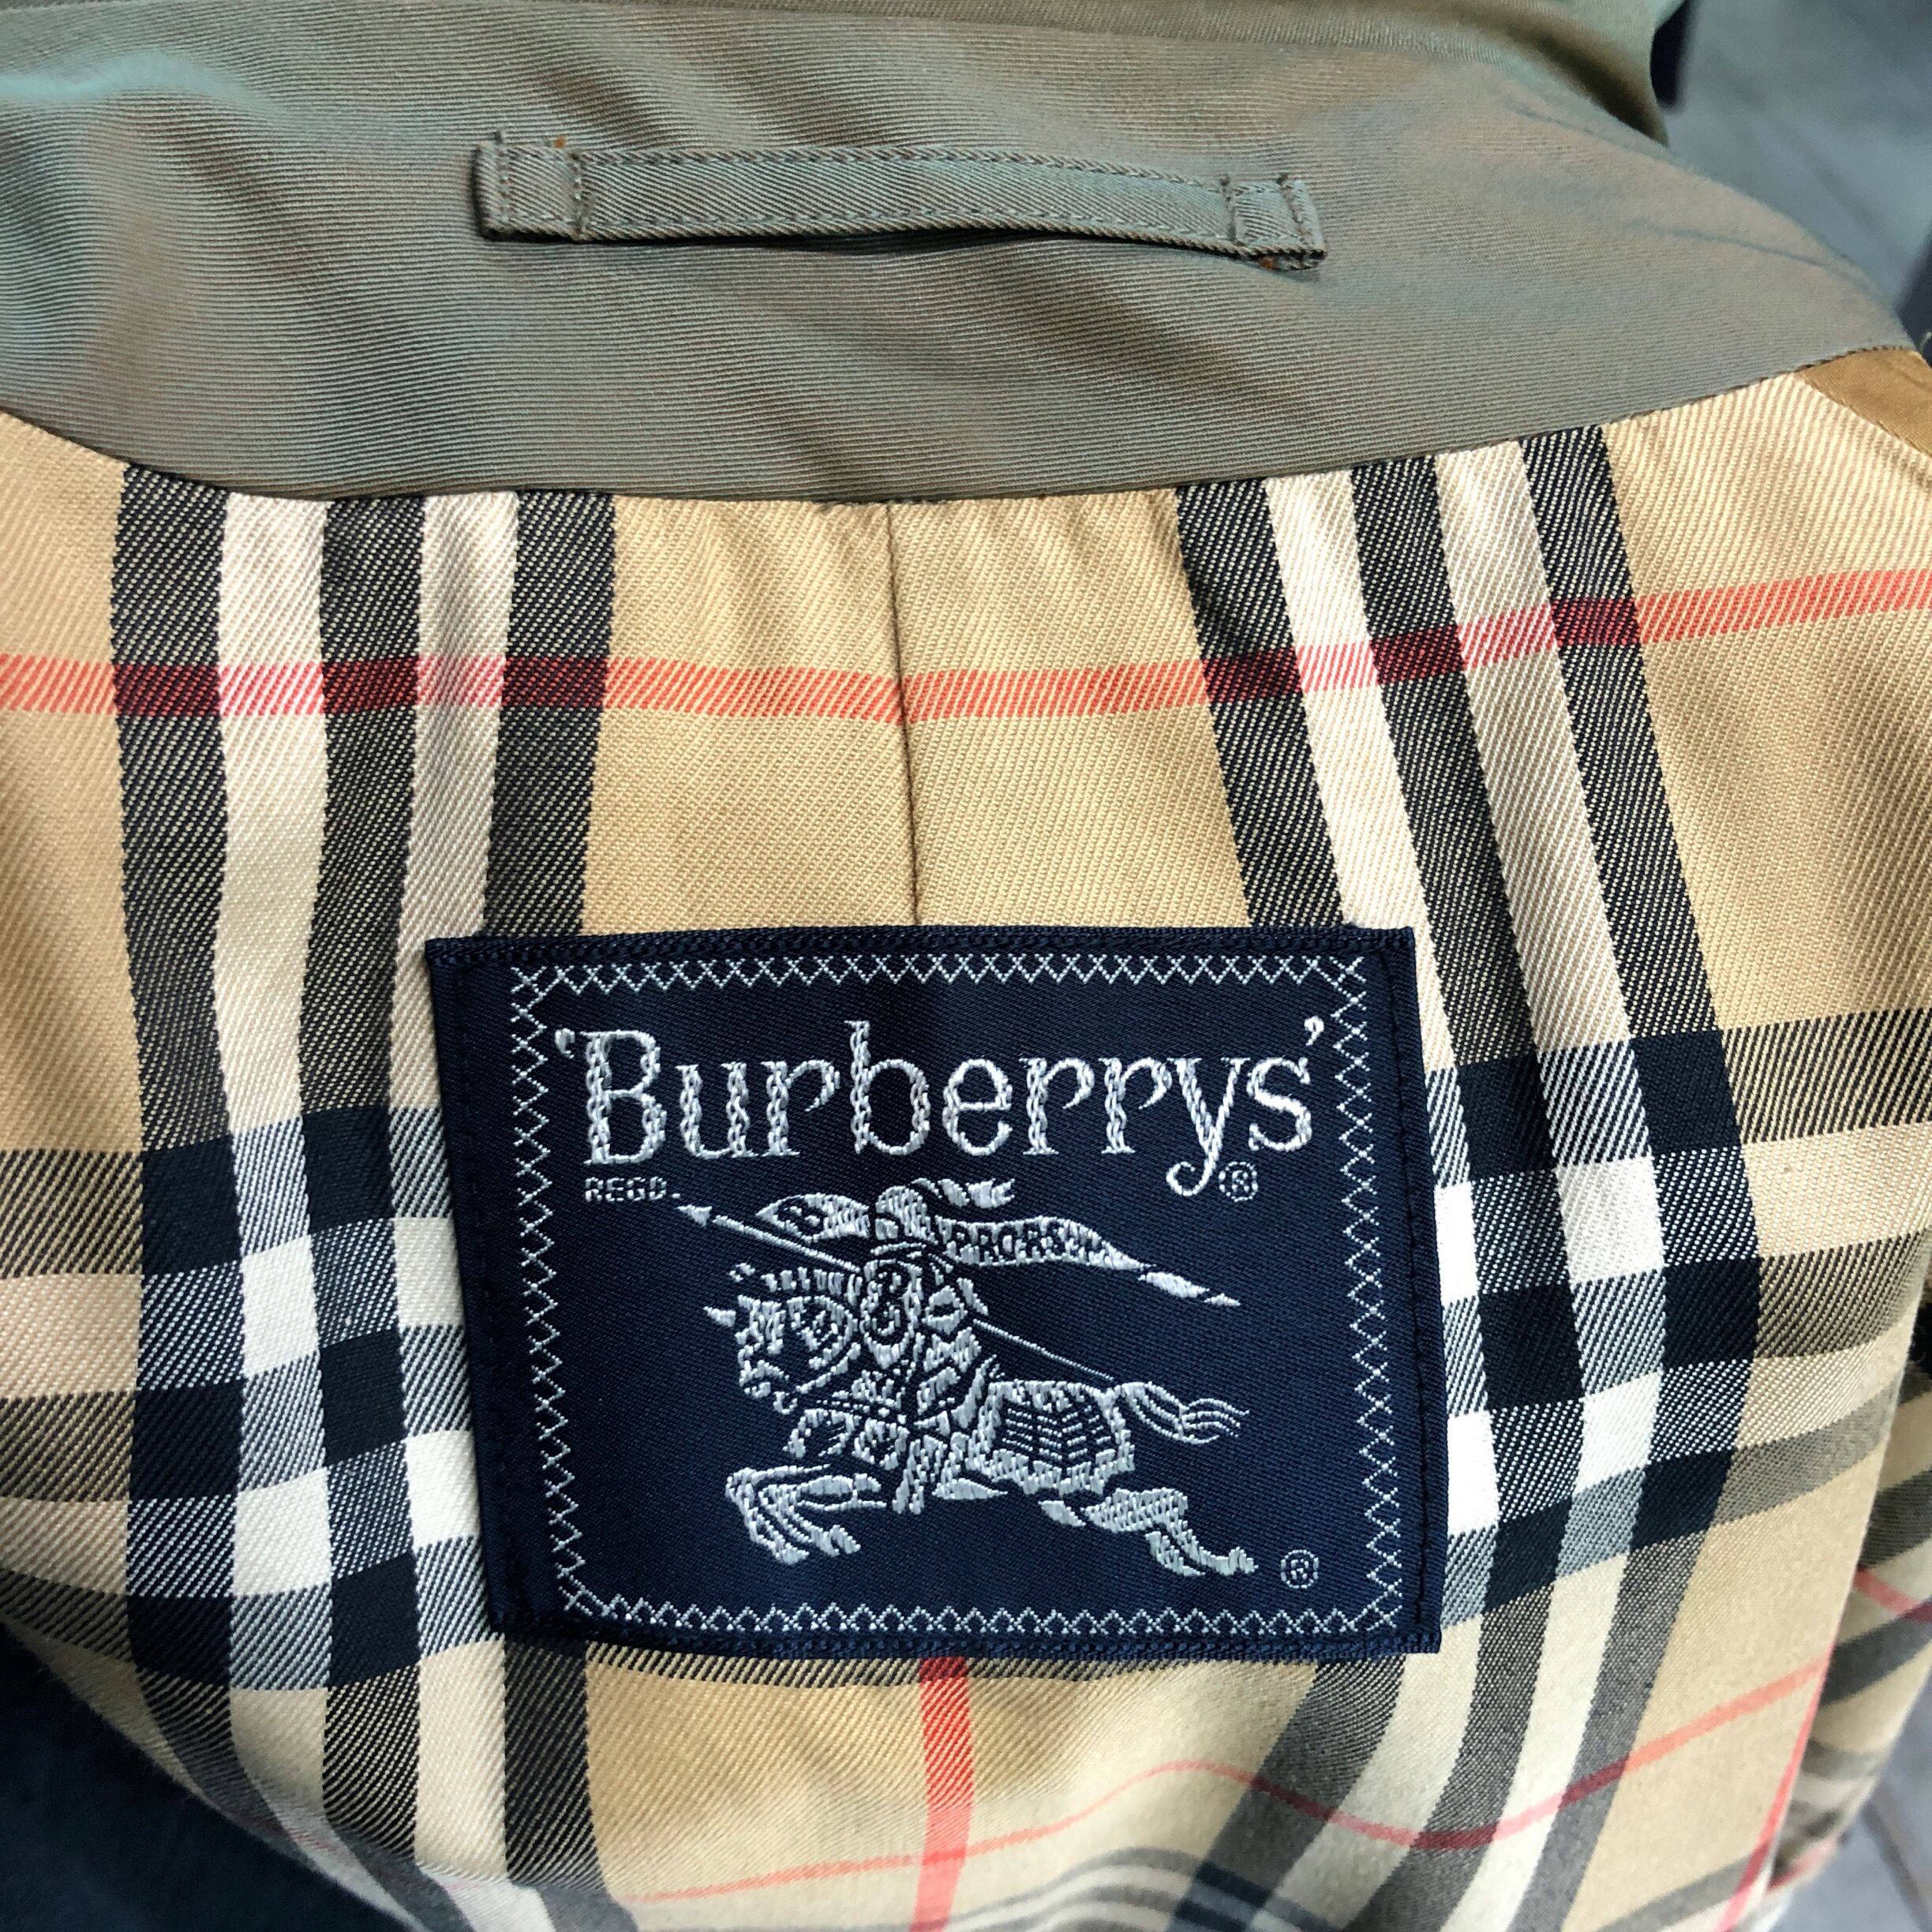 'Burberrys'®
REGD.
B PRORSUM
®